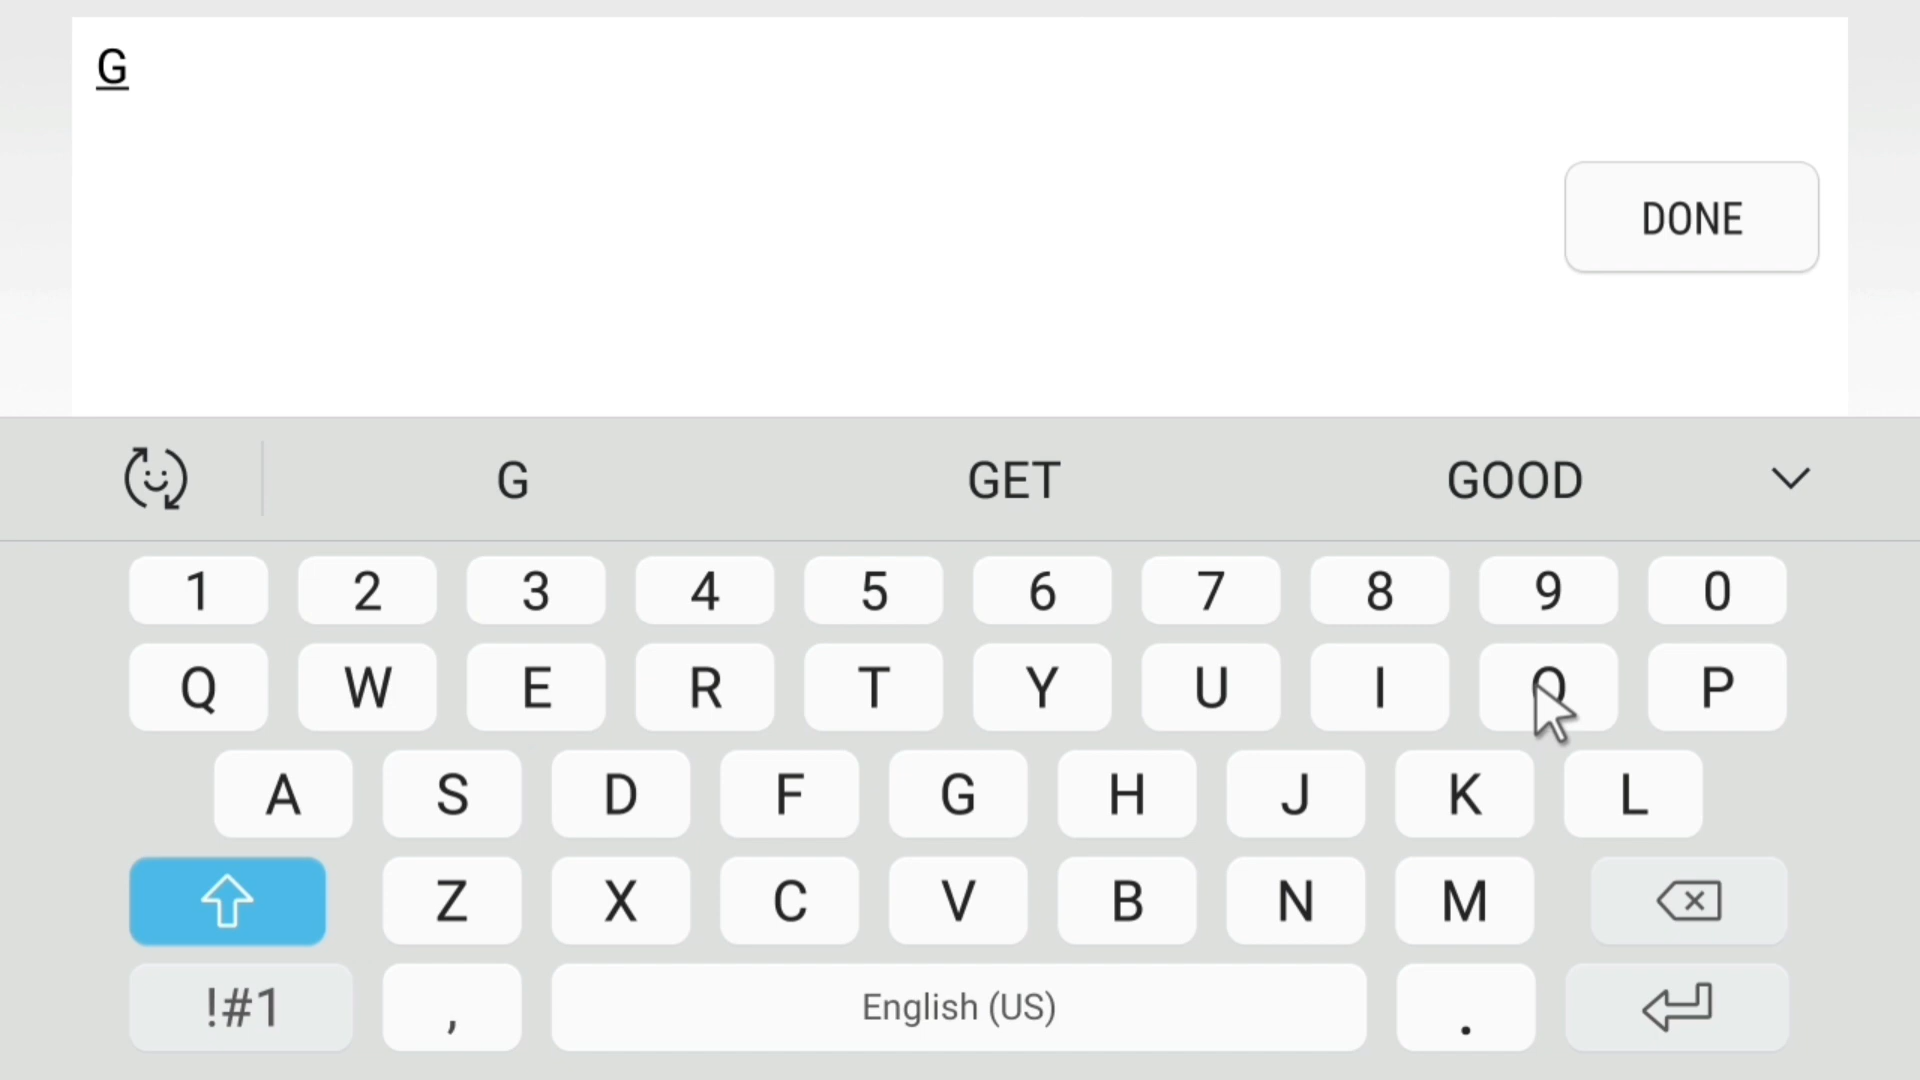 G
DONE
G GET GOOD
1 2 3 4 5 6 7 8 9 0
Q W E R T Y U I O P
A S D F G H J K L
Z X C V B N M
!#1 , English (US) .